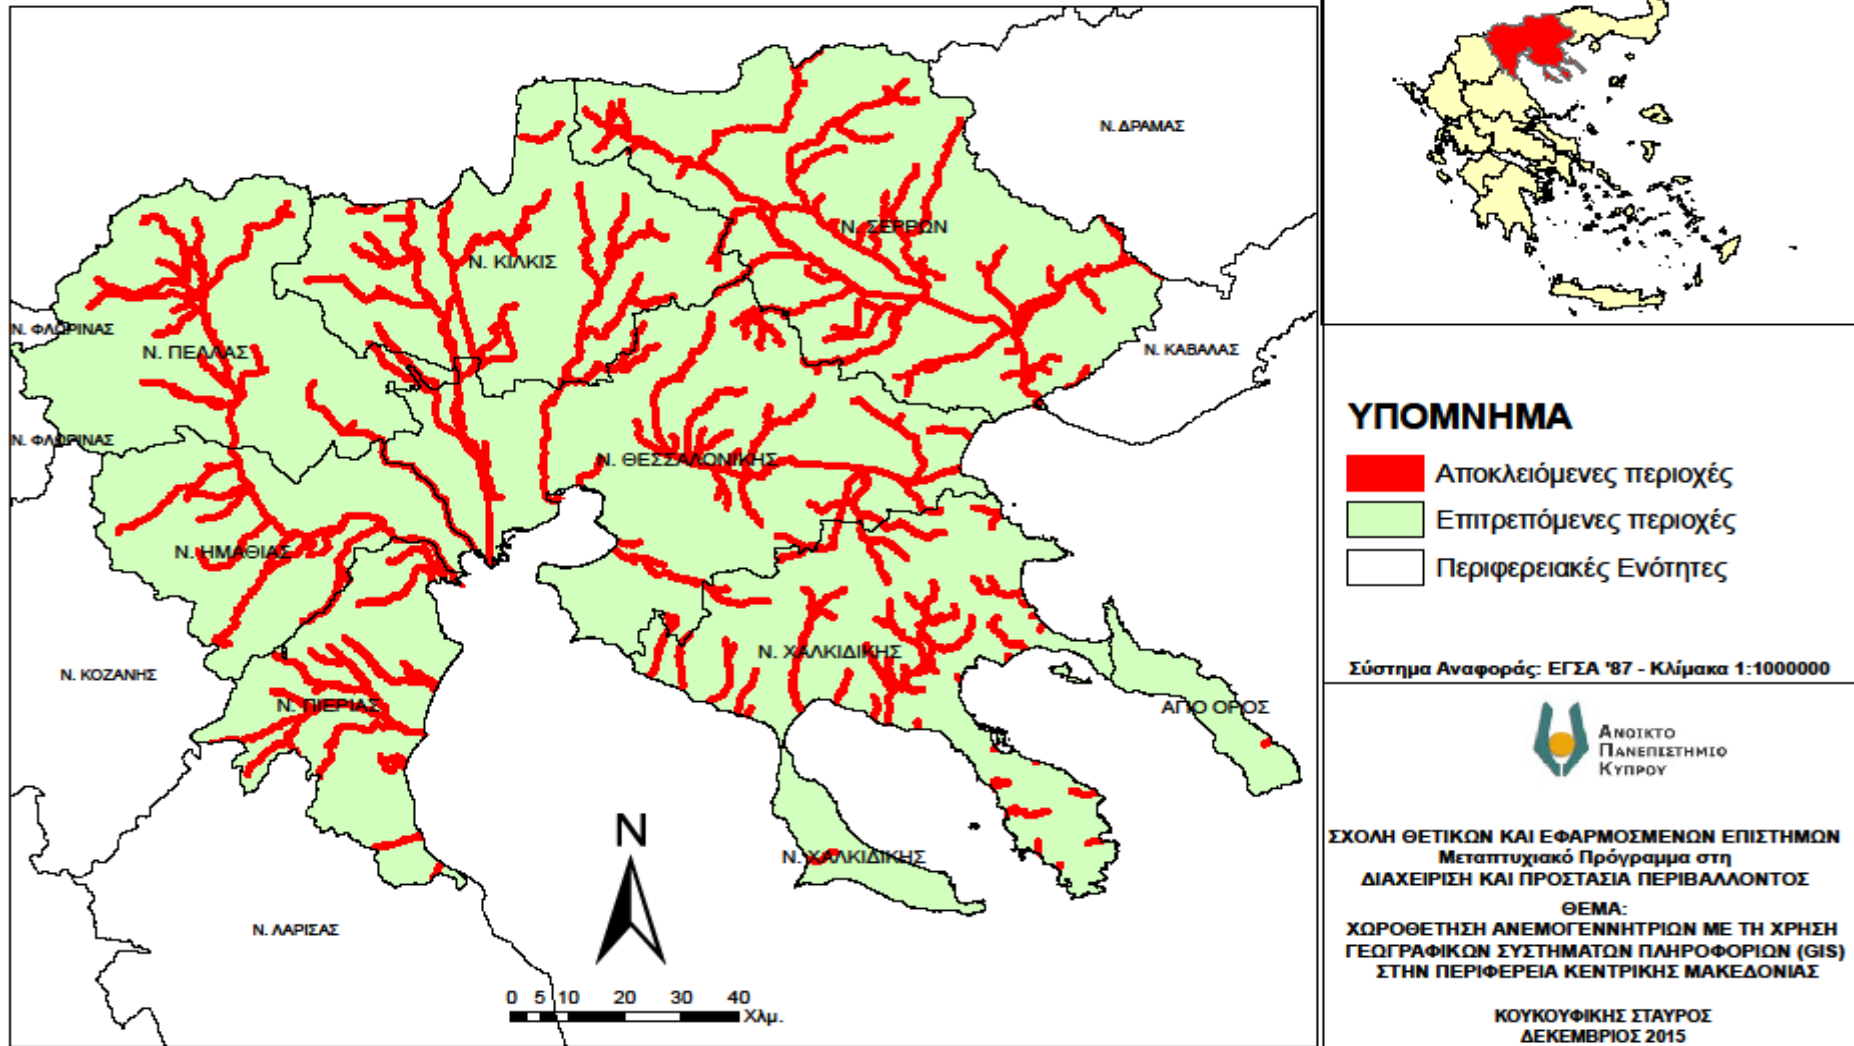 Ν. ΔΡΑΜΑΣ
Ν. ΣΕΡΡΩΝ
Ν. ΚΙΛΚΙΣ
Ν. ΦΛΩΡΙΝΑΣ
Ν. ΠΕΛΛΑΣ
Ν. ΚΑΒΑΛΑΣ
Ν. ΦΛΩΡΙΝΑΣ
Ν. ΘΕΣΣΑΛΟΝΙΚΗΣ
Ν. ΗΜΑΘΙΑΣ
Ν. ΧΑΛΚΙΔΙΚΗΣ
Ν. ΚΟΖΑΝΗΣ
Ν. ΠΙΕΡΙΑΣ
ΑΓΙΟ ΟΡΟΣ
Ν. ΧΑΛΚΙΔΙΚΗΣ
Ν. ΛΑΡΙΣΑΣ
N
0 5 10 20 30 40
Χλμ.
ΥΠΟΜΝΗΜΑ
Αποκλειόμενες περιοχές
Επιτρεπόμενες περιοχές
Περιφερειακές Ενότητες
Σύστημα Αναφοράς: ΕΓΣΑ '87 - Κλίμακα 1:1000000
ΑΝΟΙΚΤΟ
ΠΑΝΕΠΙΣΤΗΜΙΟ
ΚΥΠΡΟΥ
ΣΧΟΛΗ ΘΕΤΙΚΩΝ ΚΑΙ ΕΦΑΡΜΟΣΜΕΝΩΝ ΕΠΙΣΤΗΜΩΝ
Μεταπτυχιακό Πρόγραμμα στη
ΔΙΑΧΕΙΡΙΣΗ ΚΑΙ ΠΡΟΣΤΑΣΙΑ ΠΕΡΙΒΑΛΛΟΝΤΟΣ
ΘΕΜΑ:
ΧΩΡΟΘΕΤΗΣΗ ΑΝΕΜΟΓΕΝΝΗΤΡΙΩΝ ΜΕ ΤΗ ΧΡΗΣΗ
ΓΕΩΓΡΑΦΙΚΩΝ ΣΥΣΤΗΜΑΤΩΝ ΠΛΗΡΟΦΟΡΙΩΝ (GIS)
ΣΤΗΝ ΠΕΡΙΦΕΡΕΙΑ ΚΕΝΤΡΙΚΗΣ ΜΑΚΕΔΟΝΙΑΣ
ΚΟΥΚΟΥΦΙΚΗΣ ΣΤΑΥΡΟΣ
ΔΕΚΕΜΒΡΙΟΣ 2015